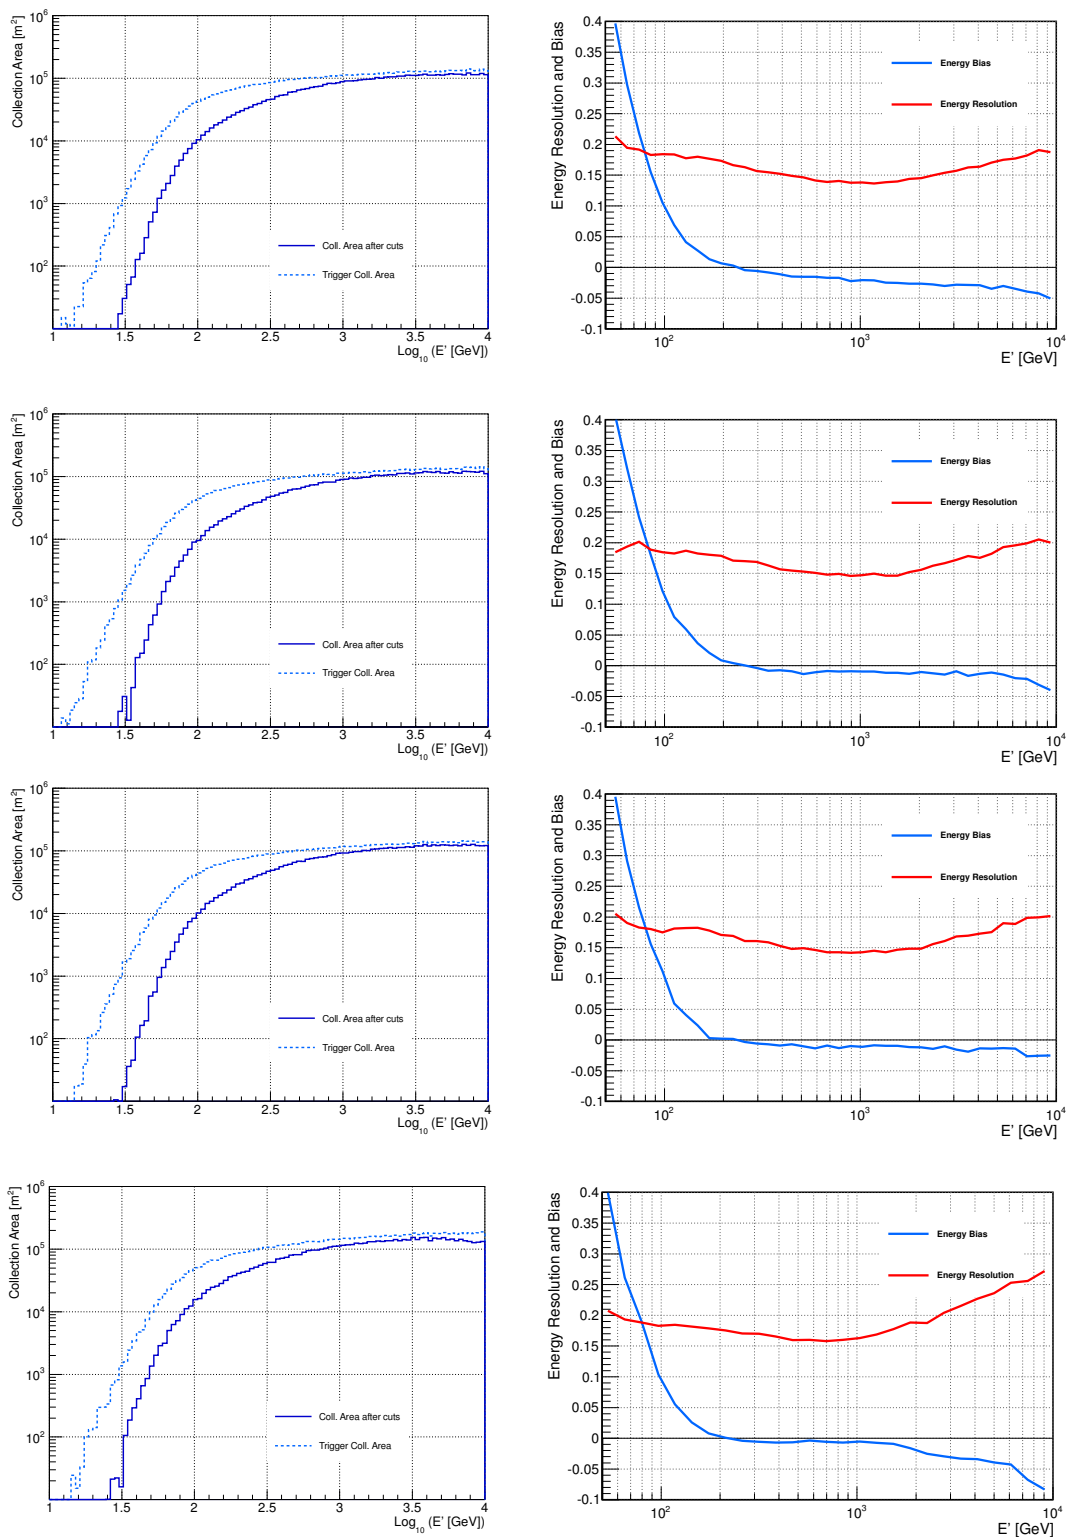 Collection Area [m²]
10⁶
10⁵
10⁴
10³
10²
Coll. Area after cuts
Trigger Coll. Area
1 1.5 2 2.5 3 3.5 4
Log₁₀ (E' [GeV])
Energy Resolution and Bias
0.4
0.35
0.3
0.25
0.2
0.15
0.1
0.05
0
-0.05
-0.1
Energy Bias
Energy Resolution
10² 10³ 10⁴
E' [GeV]
Collection Area [m²]
10⁶
10⁵
10⁴
10³
10²
Coll. Area after cuts
Trigger Coll. Area
1 1.5 2 2.5 3 3.5 4
Log₁₀ (E' [GeV])
Energy Resolution and Bias
0.4
0.35
0.3
0.25
0.2
0.15
0.1
0.05
0
-0.05
-0.1
Energy Bias
Energy Resolution
10² 10³ 10⁴
E' [GeV]
Collection Area [m²]
10⁶
10⁵
10⁴
10³
10²
Coll. Area after cuts
Trigger Coll. Area
1 1.5 2 2.5 3 3.5 4
Log₁₀ (E' [GeV])
Energy Resolution and Bias
0.4
0.35
0.3
0.25
0.2
0.15
0.1
0.05
0
-0.05
-0.1
Energy Bias
Energy Resolution
10² 10³ 10⁴
E' [GeV]
Collection Area [m²]
10⁶
10⁵
10⁴
10³
10²
Coll. Area after cuts
Trigger Coll. Area
1 1.5 2 2.5 3 3.5 4
Log₁₀ (E' [GeV])
Energy Resolution and Bias
0.4
0.35
0.3
0.25
0.2
0.15
0.1
0.05
0
-0.05
-0.1
Energy Bias
Energy Resolution
10² 10³ 10⁴
E' [GeV]